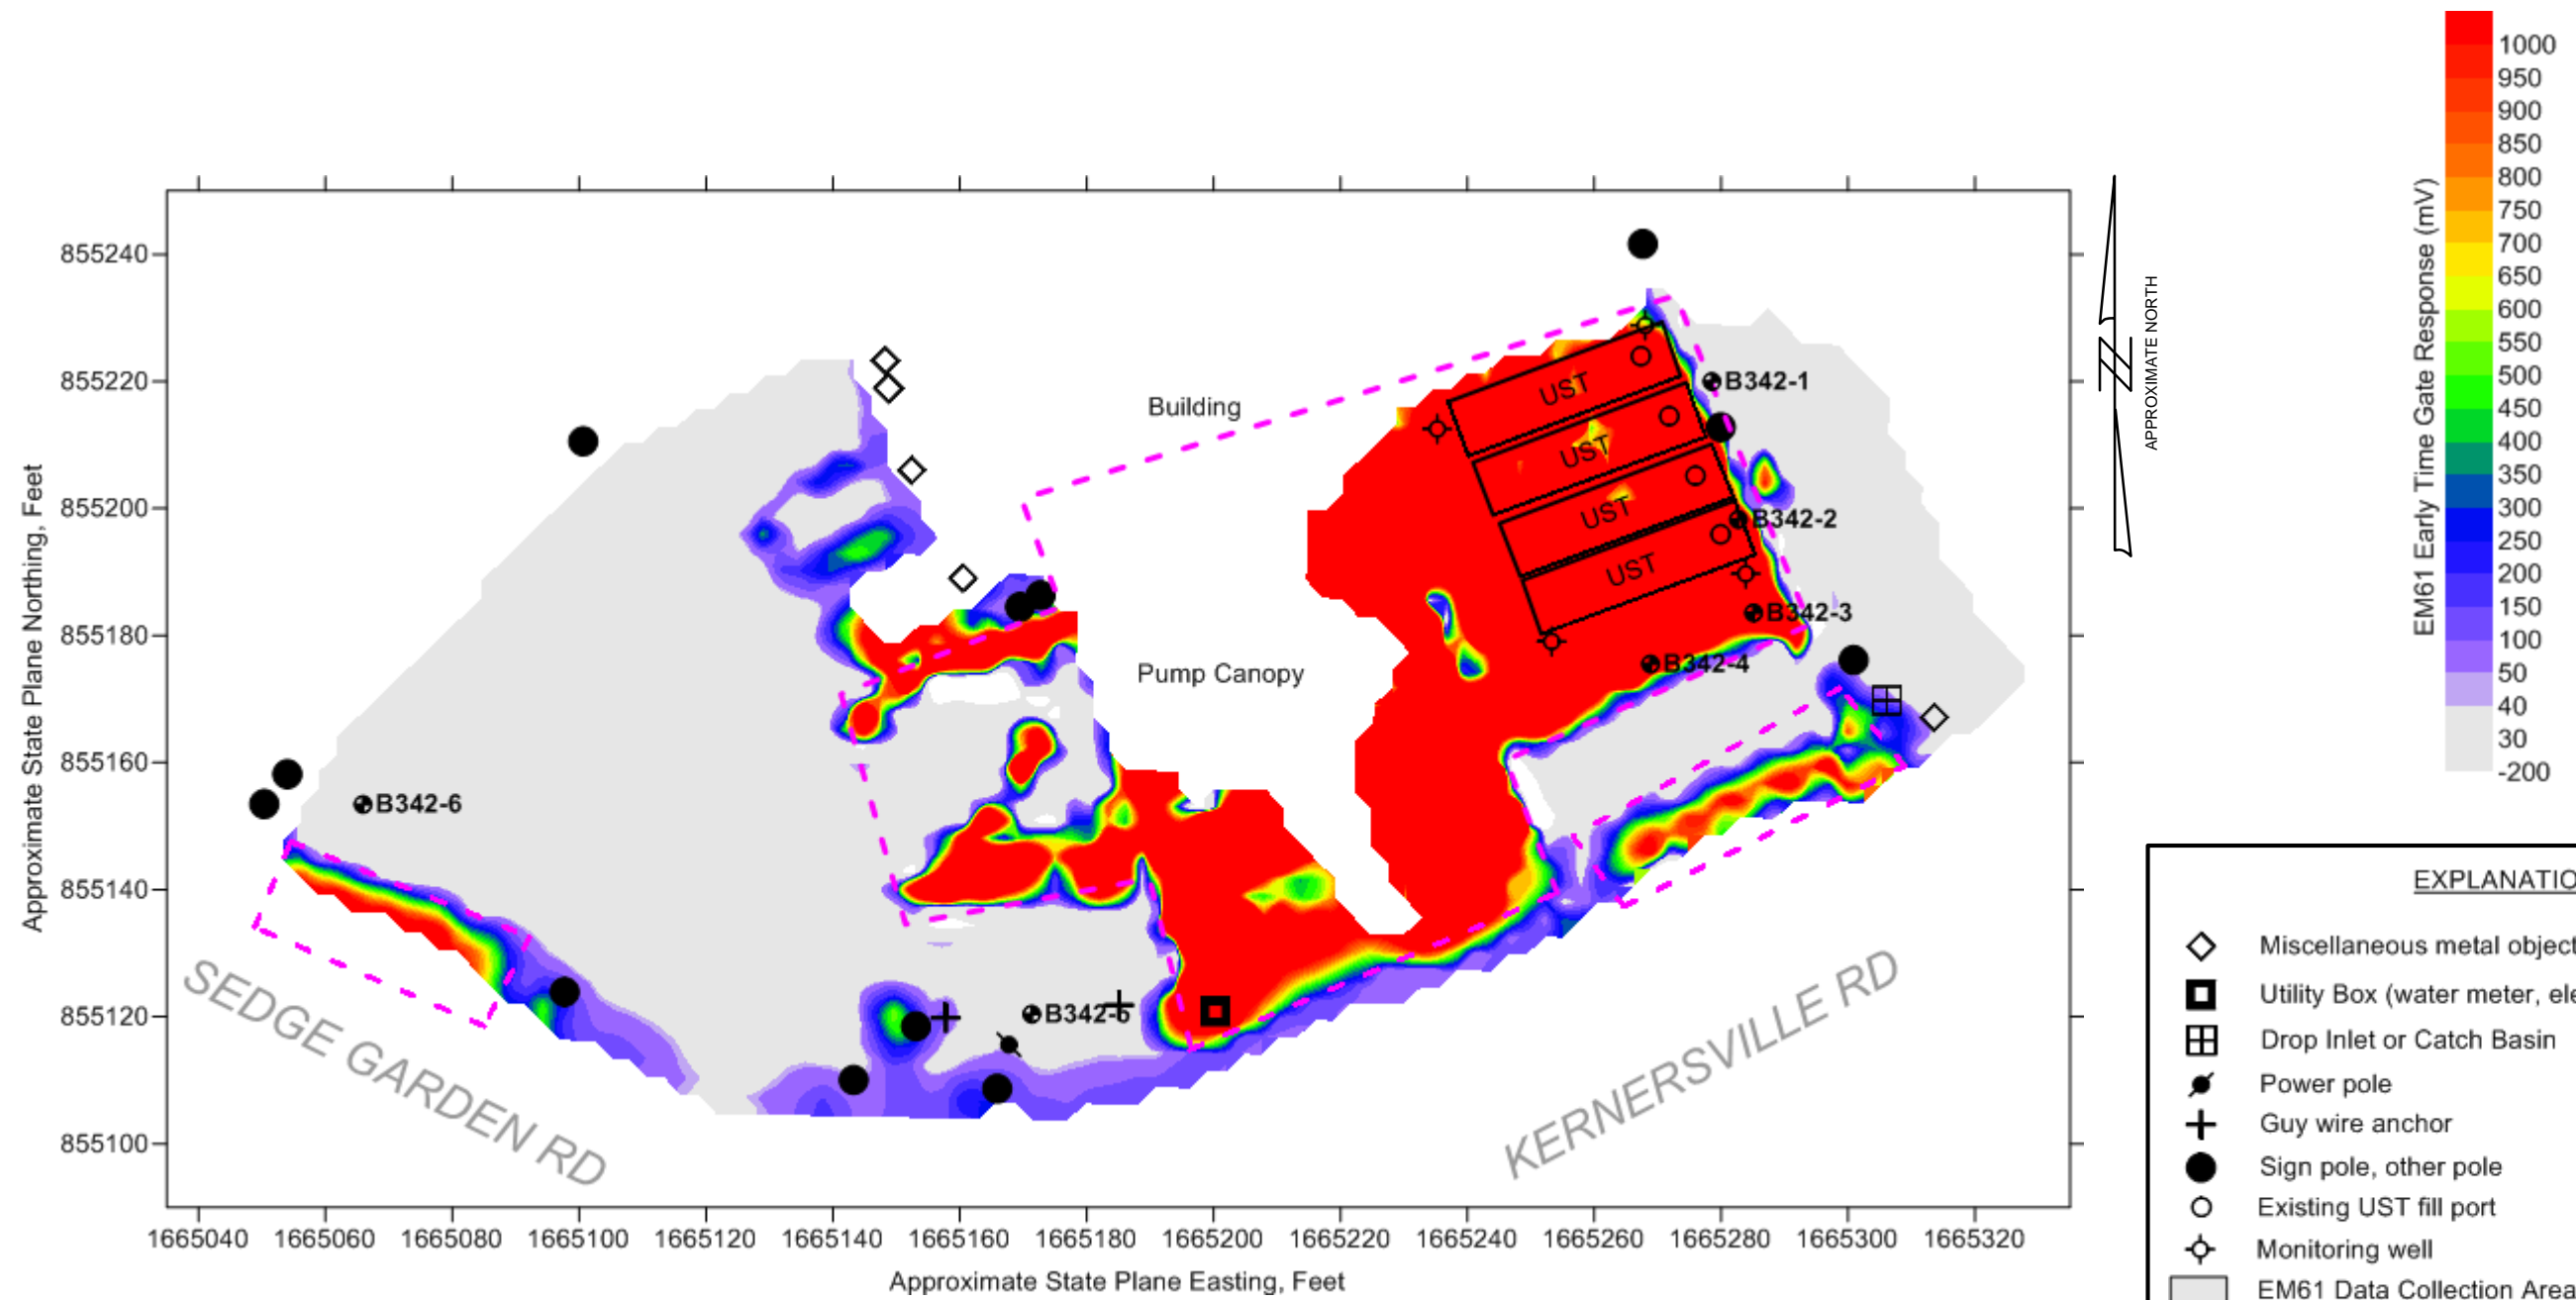 1000
950
900
850
800
750
700
650
600
550
500
450
400
350
300
250
200
150
100
50
40
30
-200
EM61 Early Time Gate Response (mV)
APPROXIMATE NORTH
855240
855220
855200
855180
855160
855140
855120
855100
Approximate State Plane Northing, Feet
Building
Pump Canopy
UST
UST
UST
UST
B342-1
B342-2
B342-3
B342-4
B342-6
B342-5
SEDGE GARDEN RD
KERNERSVILLE RD
1665040 1665060 1665080 1665100 1665120 1665140 1665160 1665180 1665200 1665220 1665240 1665260 1665280 1665300 1665320
Approximate State Plane Easting, Feet
EXPLANATIO
Miscellaneous metal object
Utility Box (water meter, ele
Drop Inlet or Catch Basin
Power pole
Guy wire anchor
Sign pole, other pole
Existing UST fill port
Monitoring well
EM61 Data Collection Area